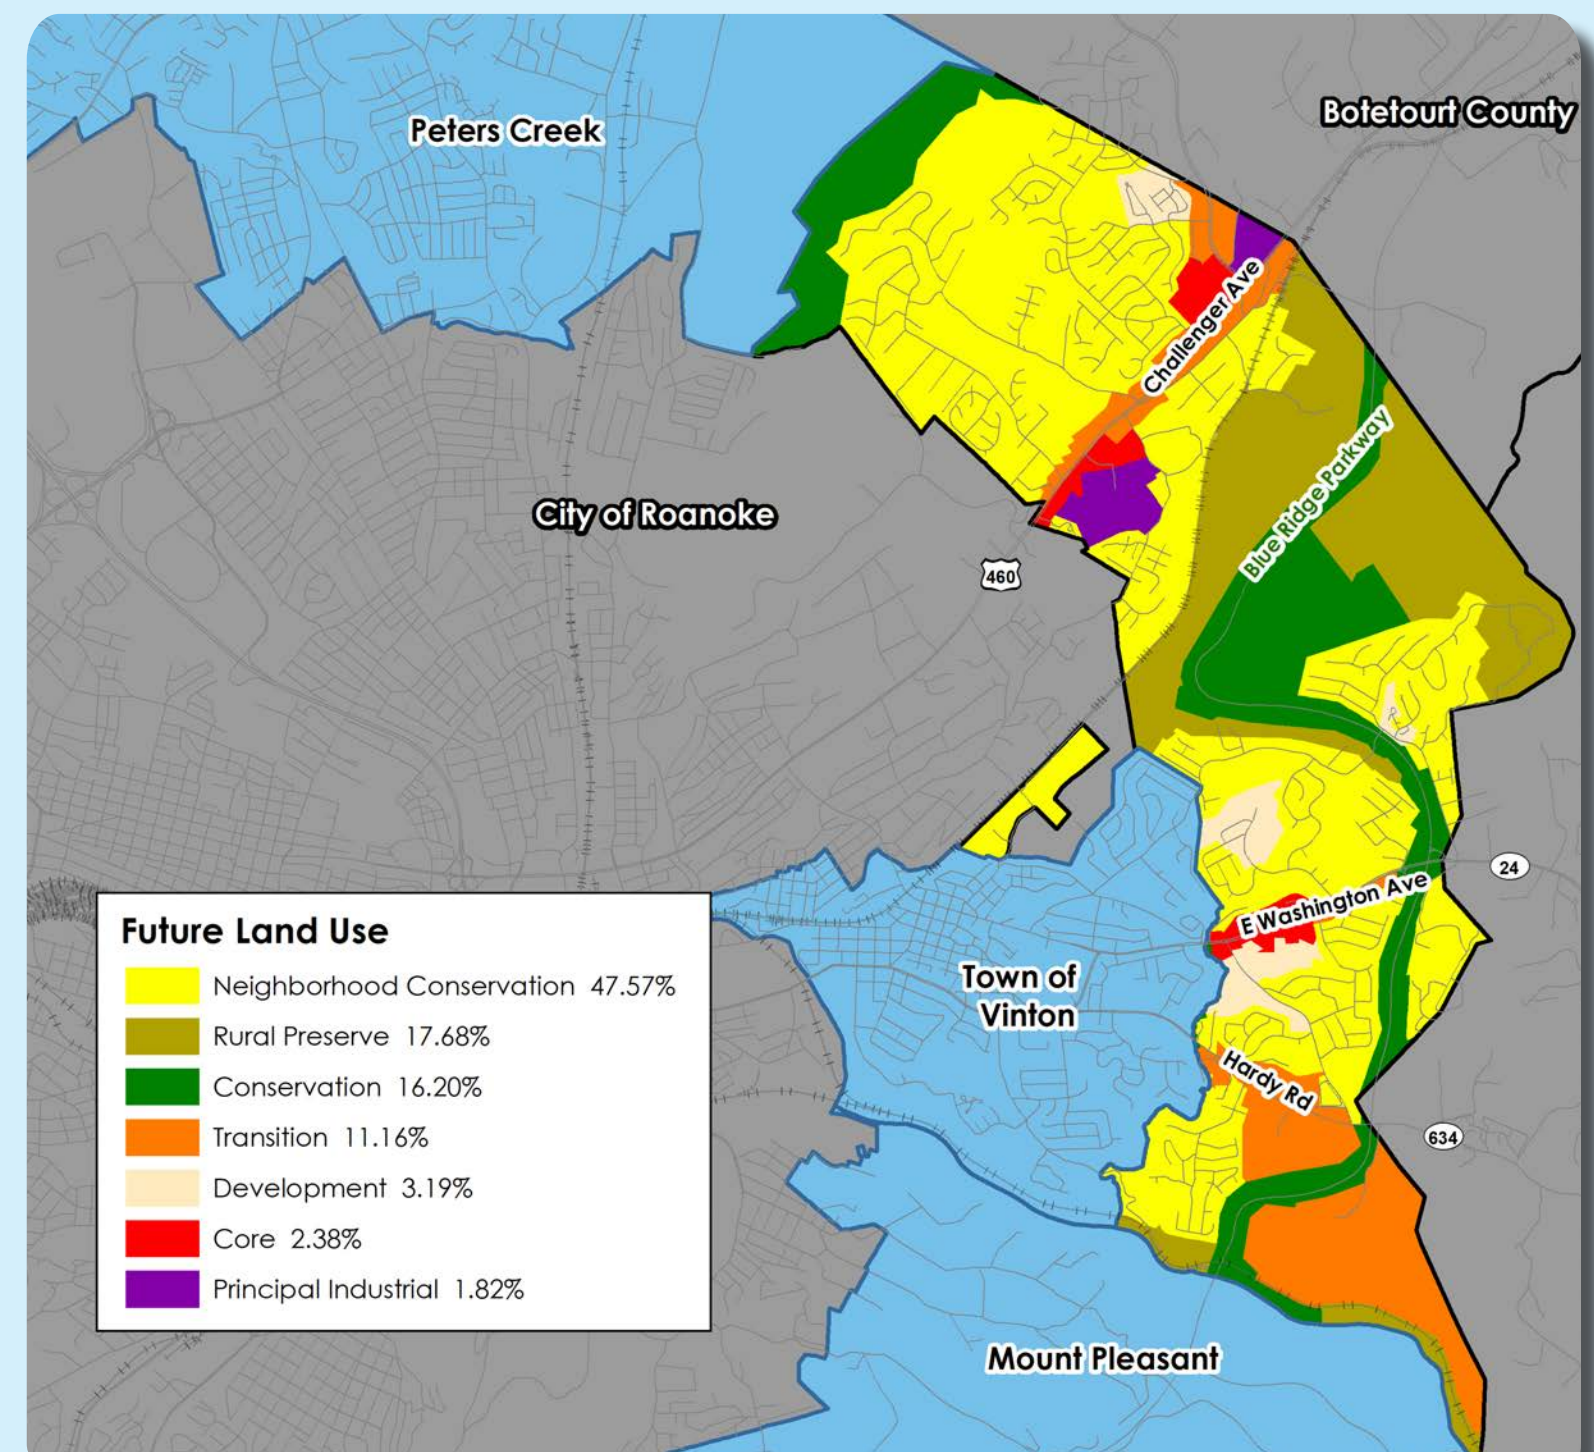 Peters Creek
Botetourt County
Challenger Ave
Blue Ridge Parkway
City of Roanoke
460
24
E Washington Ave
Town of
Vinton
Hardy Rd
634
Mount Pleasant
Future Land Use
Neighborhood Conservation 47.57%
Rural Preserve 17.68%
Conservation 16.20%
Transition 11.16%
Development 3.19%
Core 2.38%
Principal Industrial 1.82%